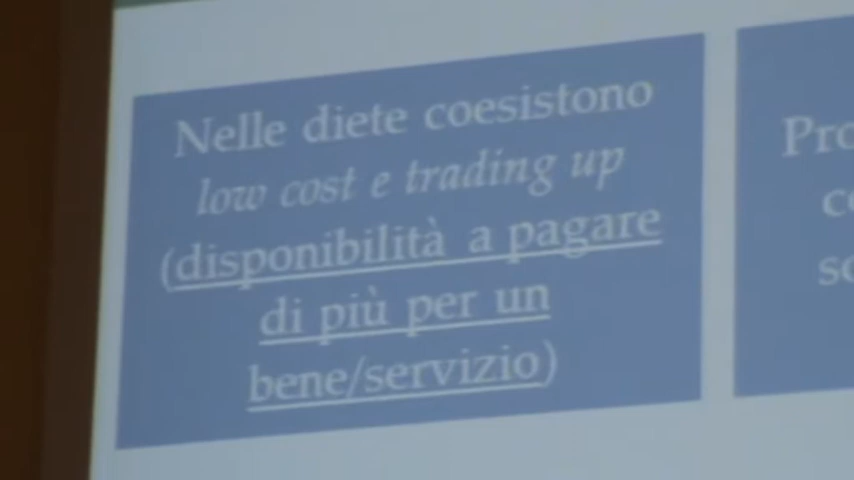 Nelle diete coesistono
low cost e trading up
(disponibilità a pagare
di più per un
bene/servizio)